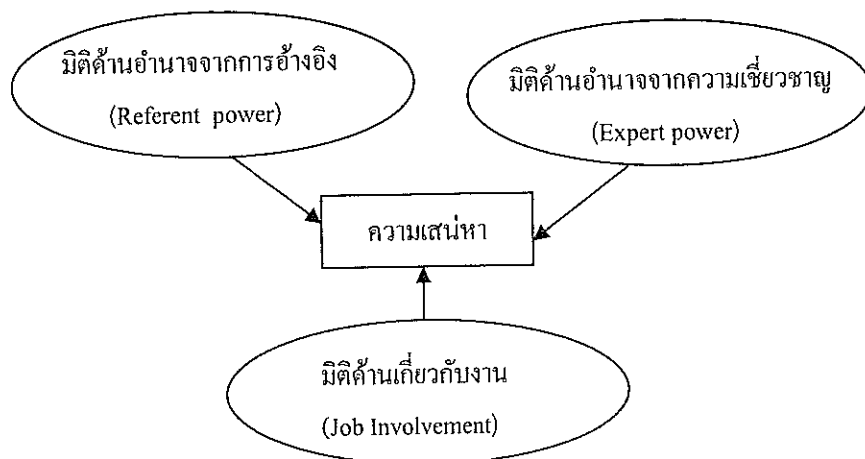 มิติด้านอำนาจจากการอ้างอิง
(Referent power)
มิติด้านอำนาจจากความเชี่ยวชาญ
(Expert power)
ความเสน่หา
มิติด้านเกี่ยวกับงาน
(Job Involvement)